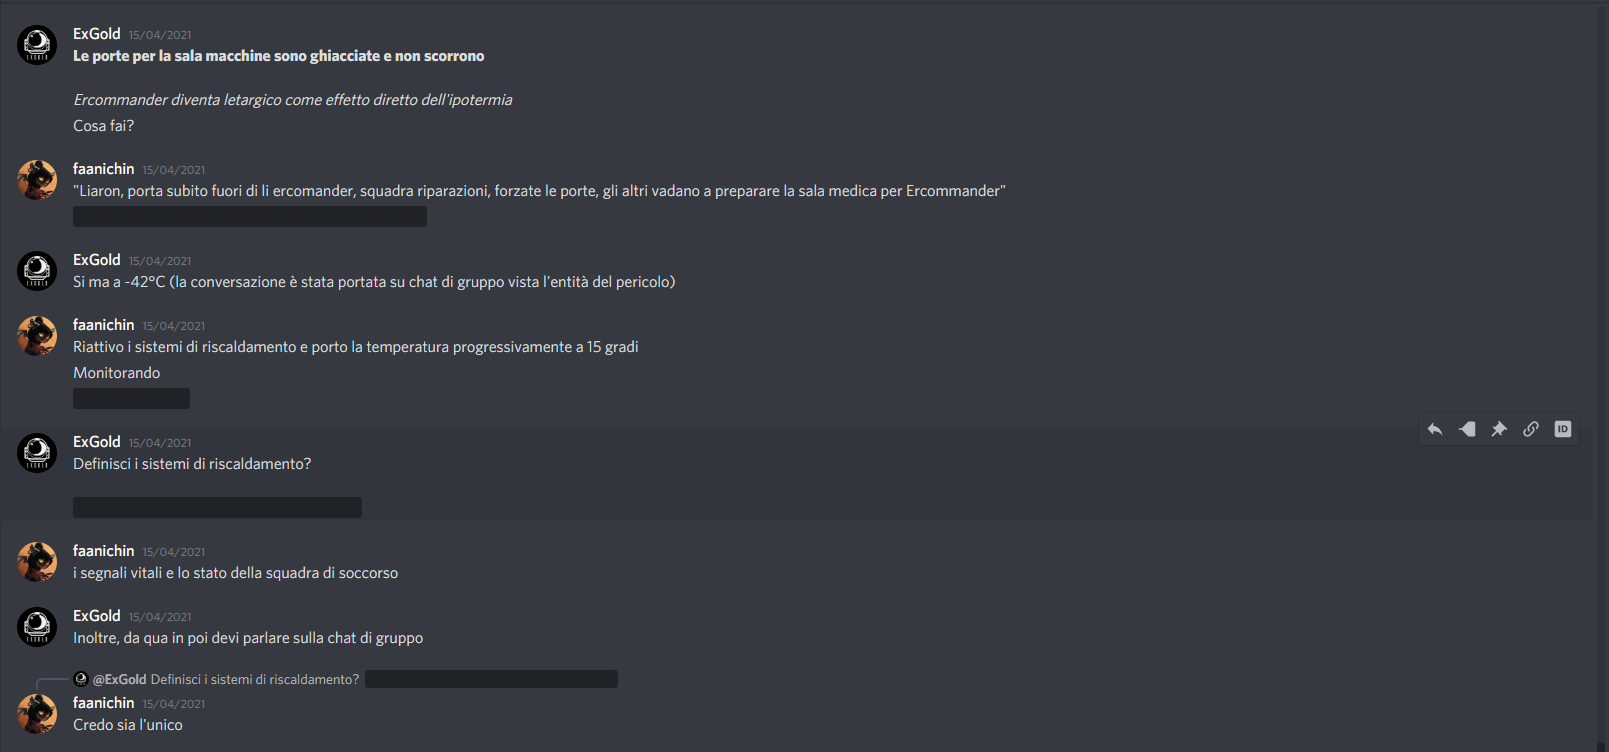 ExGold 15/04/2021
Le porte per la sala macchine sono ghiacciate e non scorrono
Ercommander diventa letargico come effetto diretto dell'ipotermia
Cosa fai?
faanichin 15/04/2021
"Liaron, porta subito fuori di li ercomander, squadra riparazioni, forzate le porte, gli altri vadano a preparare la sala medica per Ercommander"
ExGold 15/04/2021
Si ma a -42°C (la conversazione è stata portata su chat di gruppo vista l'entità del pericolo)
faanichin 15/04/2021
Riattivo i sistemi di riscaldamento e porto la temperatura progressivamente a 15 gradi
Monitorando
ExGold 15/04/2021
Definisci i sistemi di riscaldamento?
ID
faanichin 15/04/2021
i segnali vitali e lo stato della squadra di soccorso
ExGold 15/04/2021
Inoltre, da qua in poi devi parlare sulla chat di gruppo
@ExGold Definisci i sistemi di riscaldamento?
faanichin 15/04/2021
Credo sia l'unico